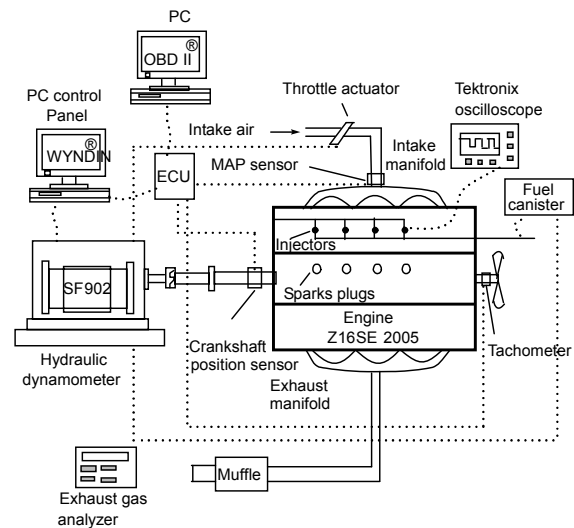 PC
OBD II®
PC control
Panel
WYNDIN®
ECU
Throttle actuator
Intake air
MAP sensor
Intake
manifold
Tektronix
oscilloscope
Fuel
canister
Injectors
Sparks plugs
Engine
Z16SE 2005
SF902
Hydraulic
dynamometer
Crankshaft
position sensor
Tachometer
Exhaust
manifold
Muffle
Exhaust gas
analyzer